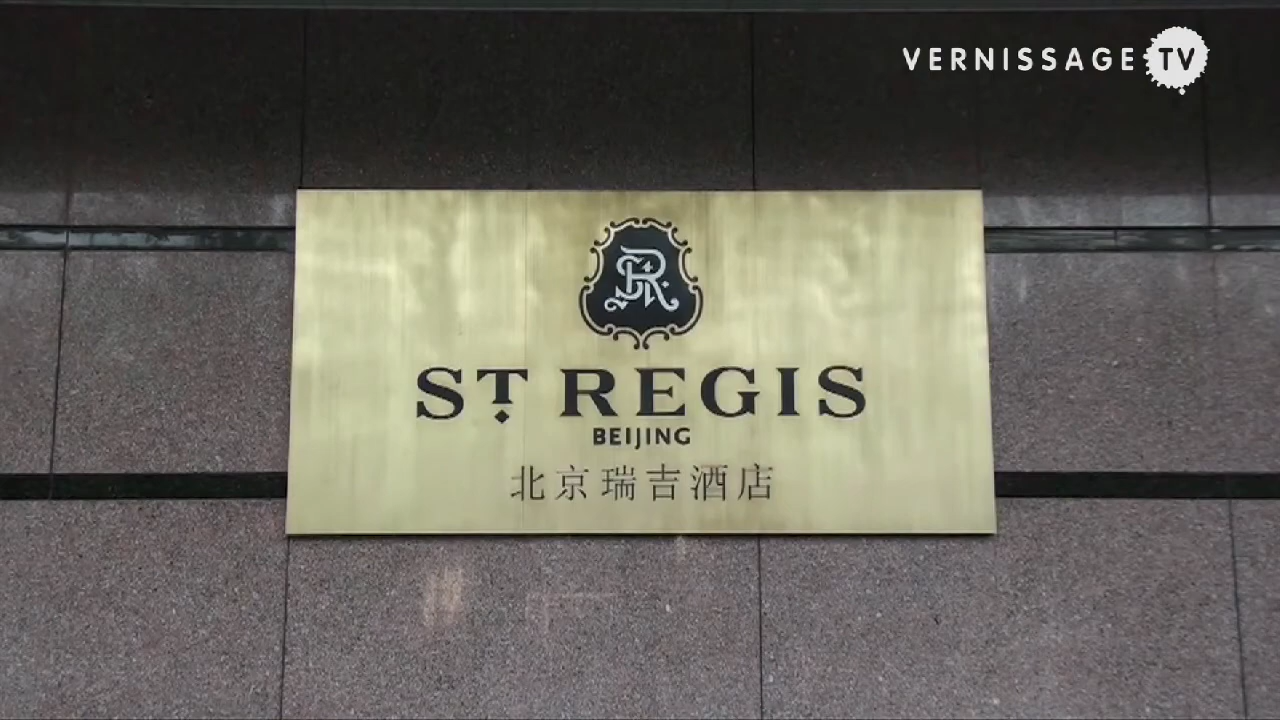 VERNISSAGE TV
SR
ST. REGIS
BEIJING
北京瑞吉酒店